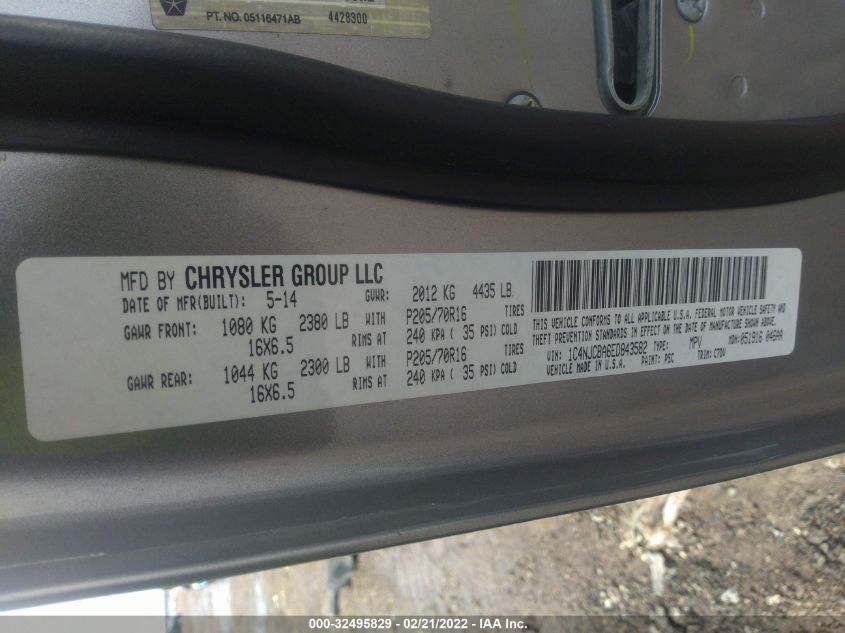 PT. NO. 05116471AB 4428300
MFD BY CHRYSLER GROUP LLC
DATE OF MFR(BUILT): 5-14 GVWR: 2012 KG 4435 LB
GAWR FRONT: 1080 KG 2380 LB WITH P205/70R16 TIRES
16X6.5 RIMS AT 240 KPA ( 35 PSI) COLD
GAWR REAR: 1044 KG 2300 LB WITH P205/70R16 TIRES
16X6.5 RIMS AT 240 KPA ( 35 PSI) COLD
THIS VEHICLE CONFORMS TO ALL APPLICABLE U.S.A. FEDERAL MOTOR VEHICLE SAFETY AND
THEFT PREVENTION STANDARDS IN EFFECT ON THE DATE OF MANUFACTURE SHOWN ABOVE.
VIN: 1C4NJCBA6ED843582 TYPE: MPV MDH: 051916 046AA
VEHICLE MADE IN U.S.A. PAINT: PSC TRIM: C7DV
000-32495829 - 02/21/2022 - IAA Inc.